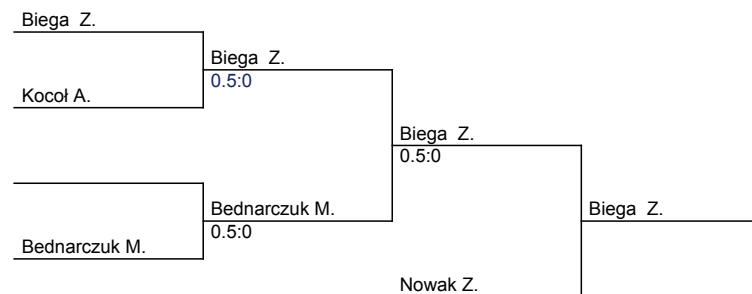 Biega Z.
Biega Z.
0.5:0
Kocoł A.
Biega Z.
0.5:0
Bednarczuk M.
0.5:0
Biega Z.
Bednarczuk M.
Nowak Z.